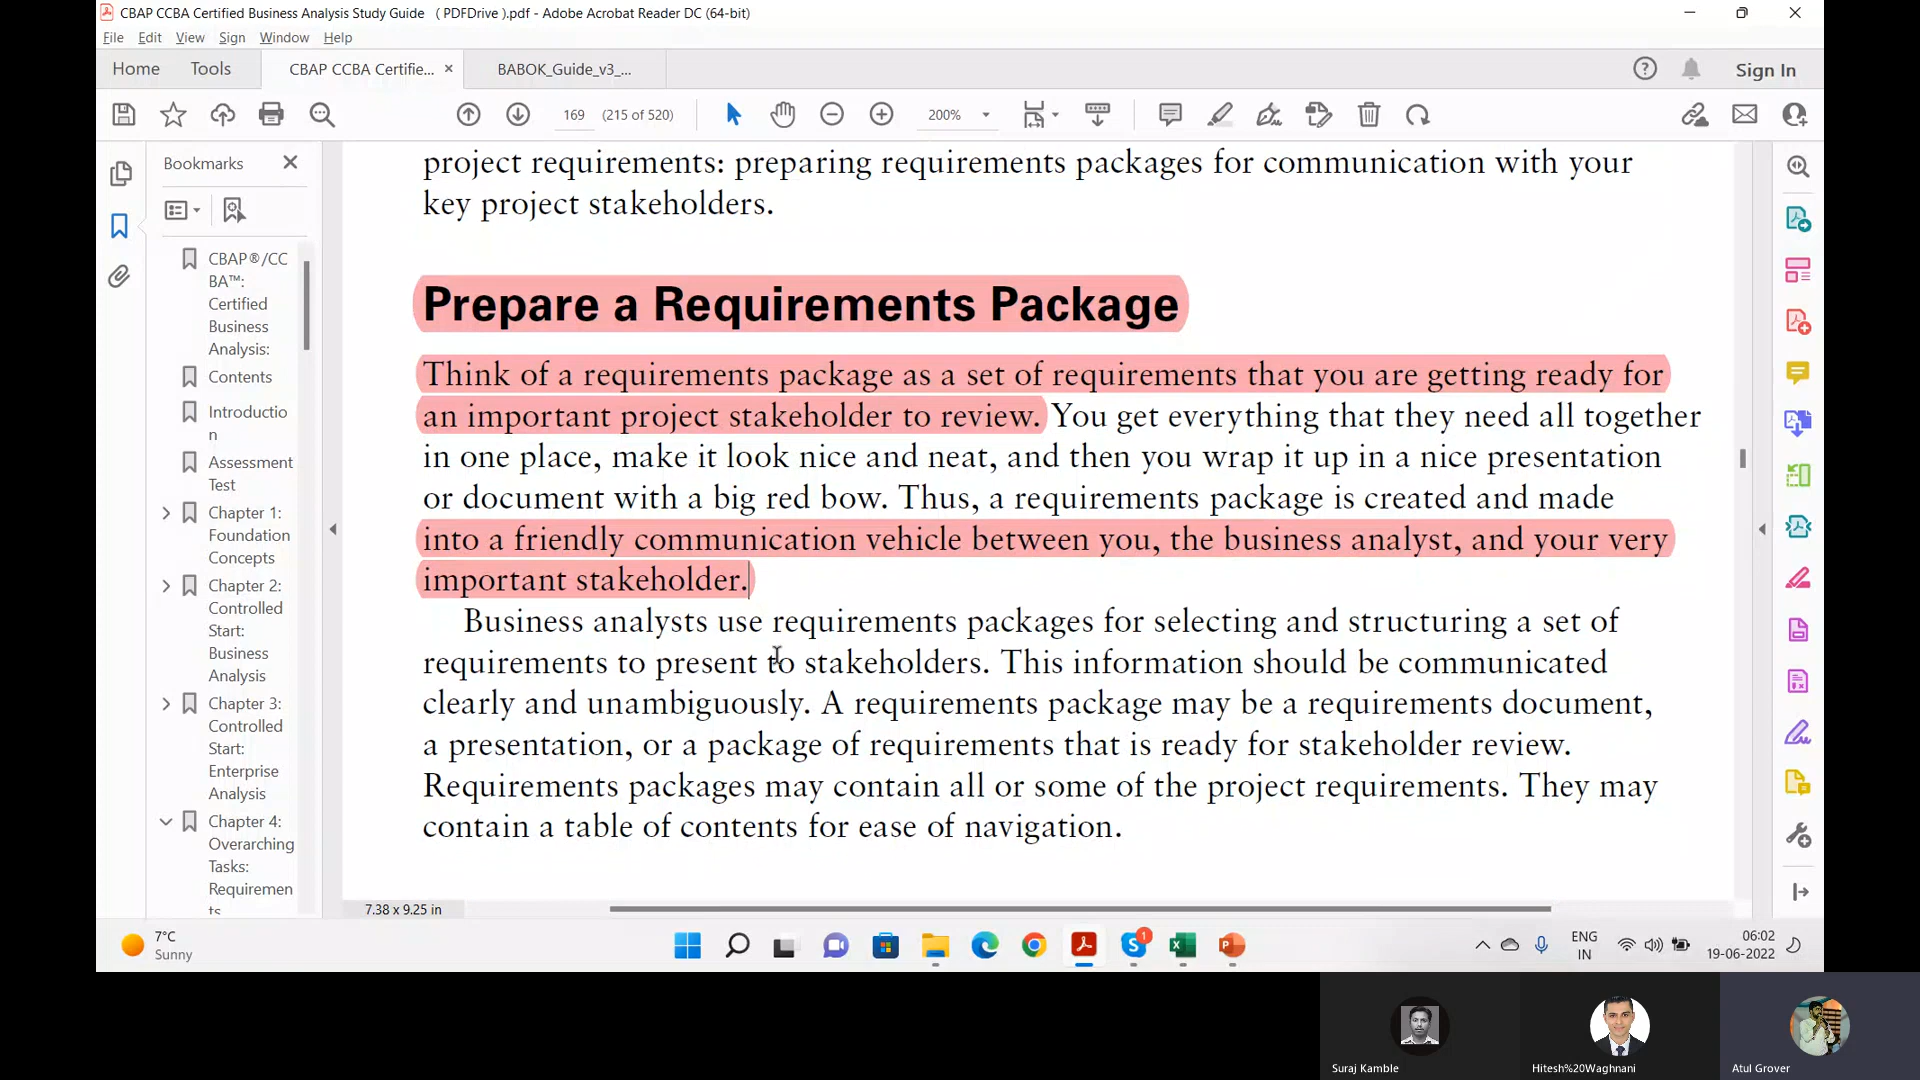 CBAP CCBA Certified Business Analysis Study Guide ( PDFDrive ).pdf - Adobe Acrobat Reader DC (64-bit)
File Edit View Sign Window Help
Home Tools CBAP CCBA Certifie... × BABOK_Guide_v3_... Sign In
169 (215 of 520) 200%
Bookmarks
CBAP®/CC
BA™:
Certified
Business
Analysis:
Contents
Introductio
n
Assessment
Test
Chapter 1:
Foundation
Concepts
Chapter 2:
Controlled
Start:
Business
Analysis
Chapter 3:
Controlled
Start:
Enterprise
Analysis
Chapter 4:
Overarching
Tasks:
Requiremen
ts
project requirements: preparing requirements packages for communication with your
key project stakeholders.
Prepare a Requirements Package
Think of a requirements package as a set of requirements that you are getting ready for
an important project stakeholder to review. You get everything that they need all together
in one place, make it look nice and neat, and then you wrap it up in a nice presentation
or document with a big red bow. Thus, a requirements package is created and made
into a friendly communication vehicle between you, the business analyst, and your very
important stakeholder.
Business analysts use requirements packages for selecting and structuring a set of
requirements to present to stakeholders. This information should be communicated
clearly and unambiguously. A requirements package may be a requirements document,
a presentation, or a package of requirements that is ready for stakeholder review.
Requirements packages may contain all or some of the project requirements. They may
contain a table of contents for ease of navigation.
7.38 x 9.25 in
7°C
Sunny
1
ENG
IN
06:02
19-06-2022
Suraj Kamble
Hitesh%20Waghnani
Atul Grover